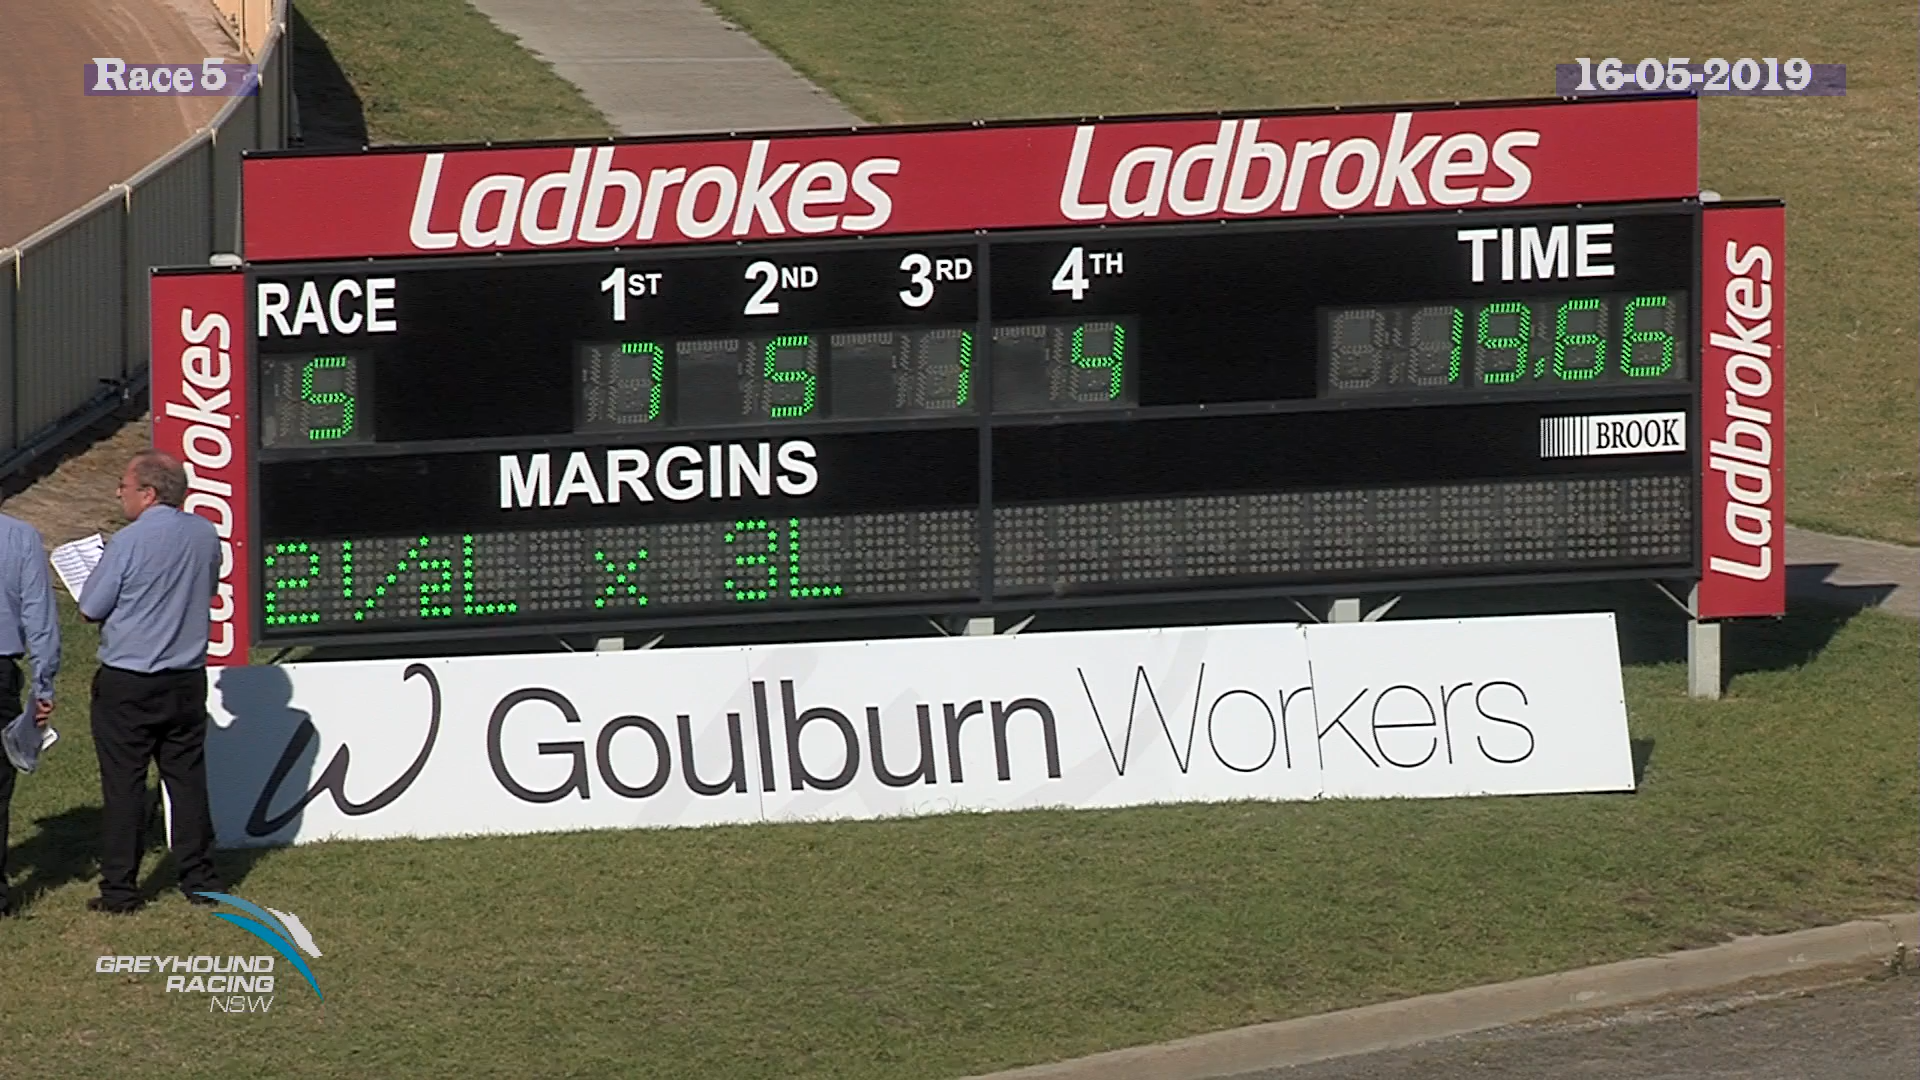 Race 5
16-05-2019
Ladbrokes Ladbrokes
RACE 1ST 2ND 3RD 4TH TIME
5 7 5 1 4 19.66
BROOK
MARGINS
2 1/2L x 3L
Ladbrokes
Ladbrokes
Goulburn Workers
GREYHOUND
RACING
NSW